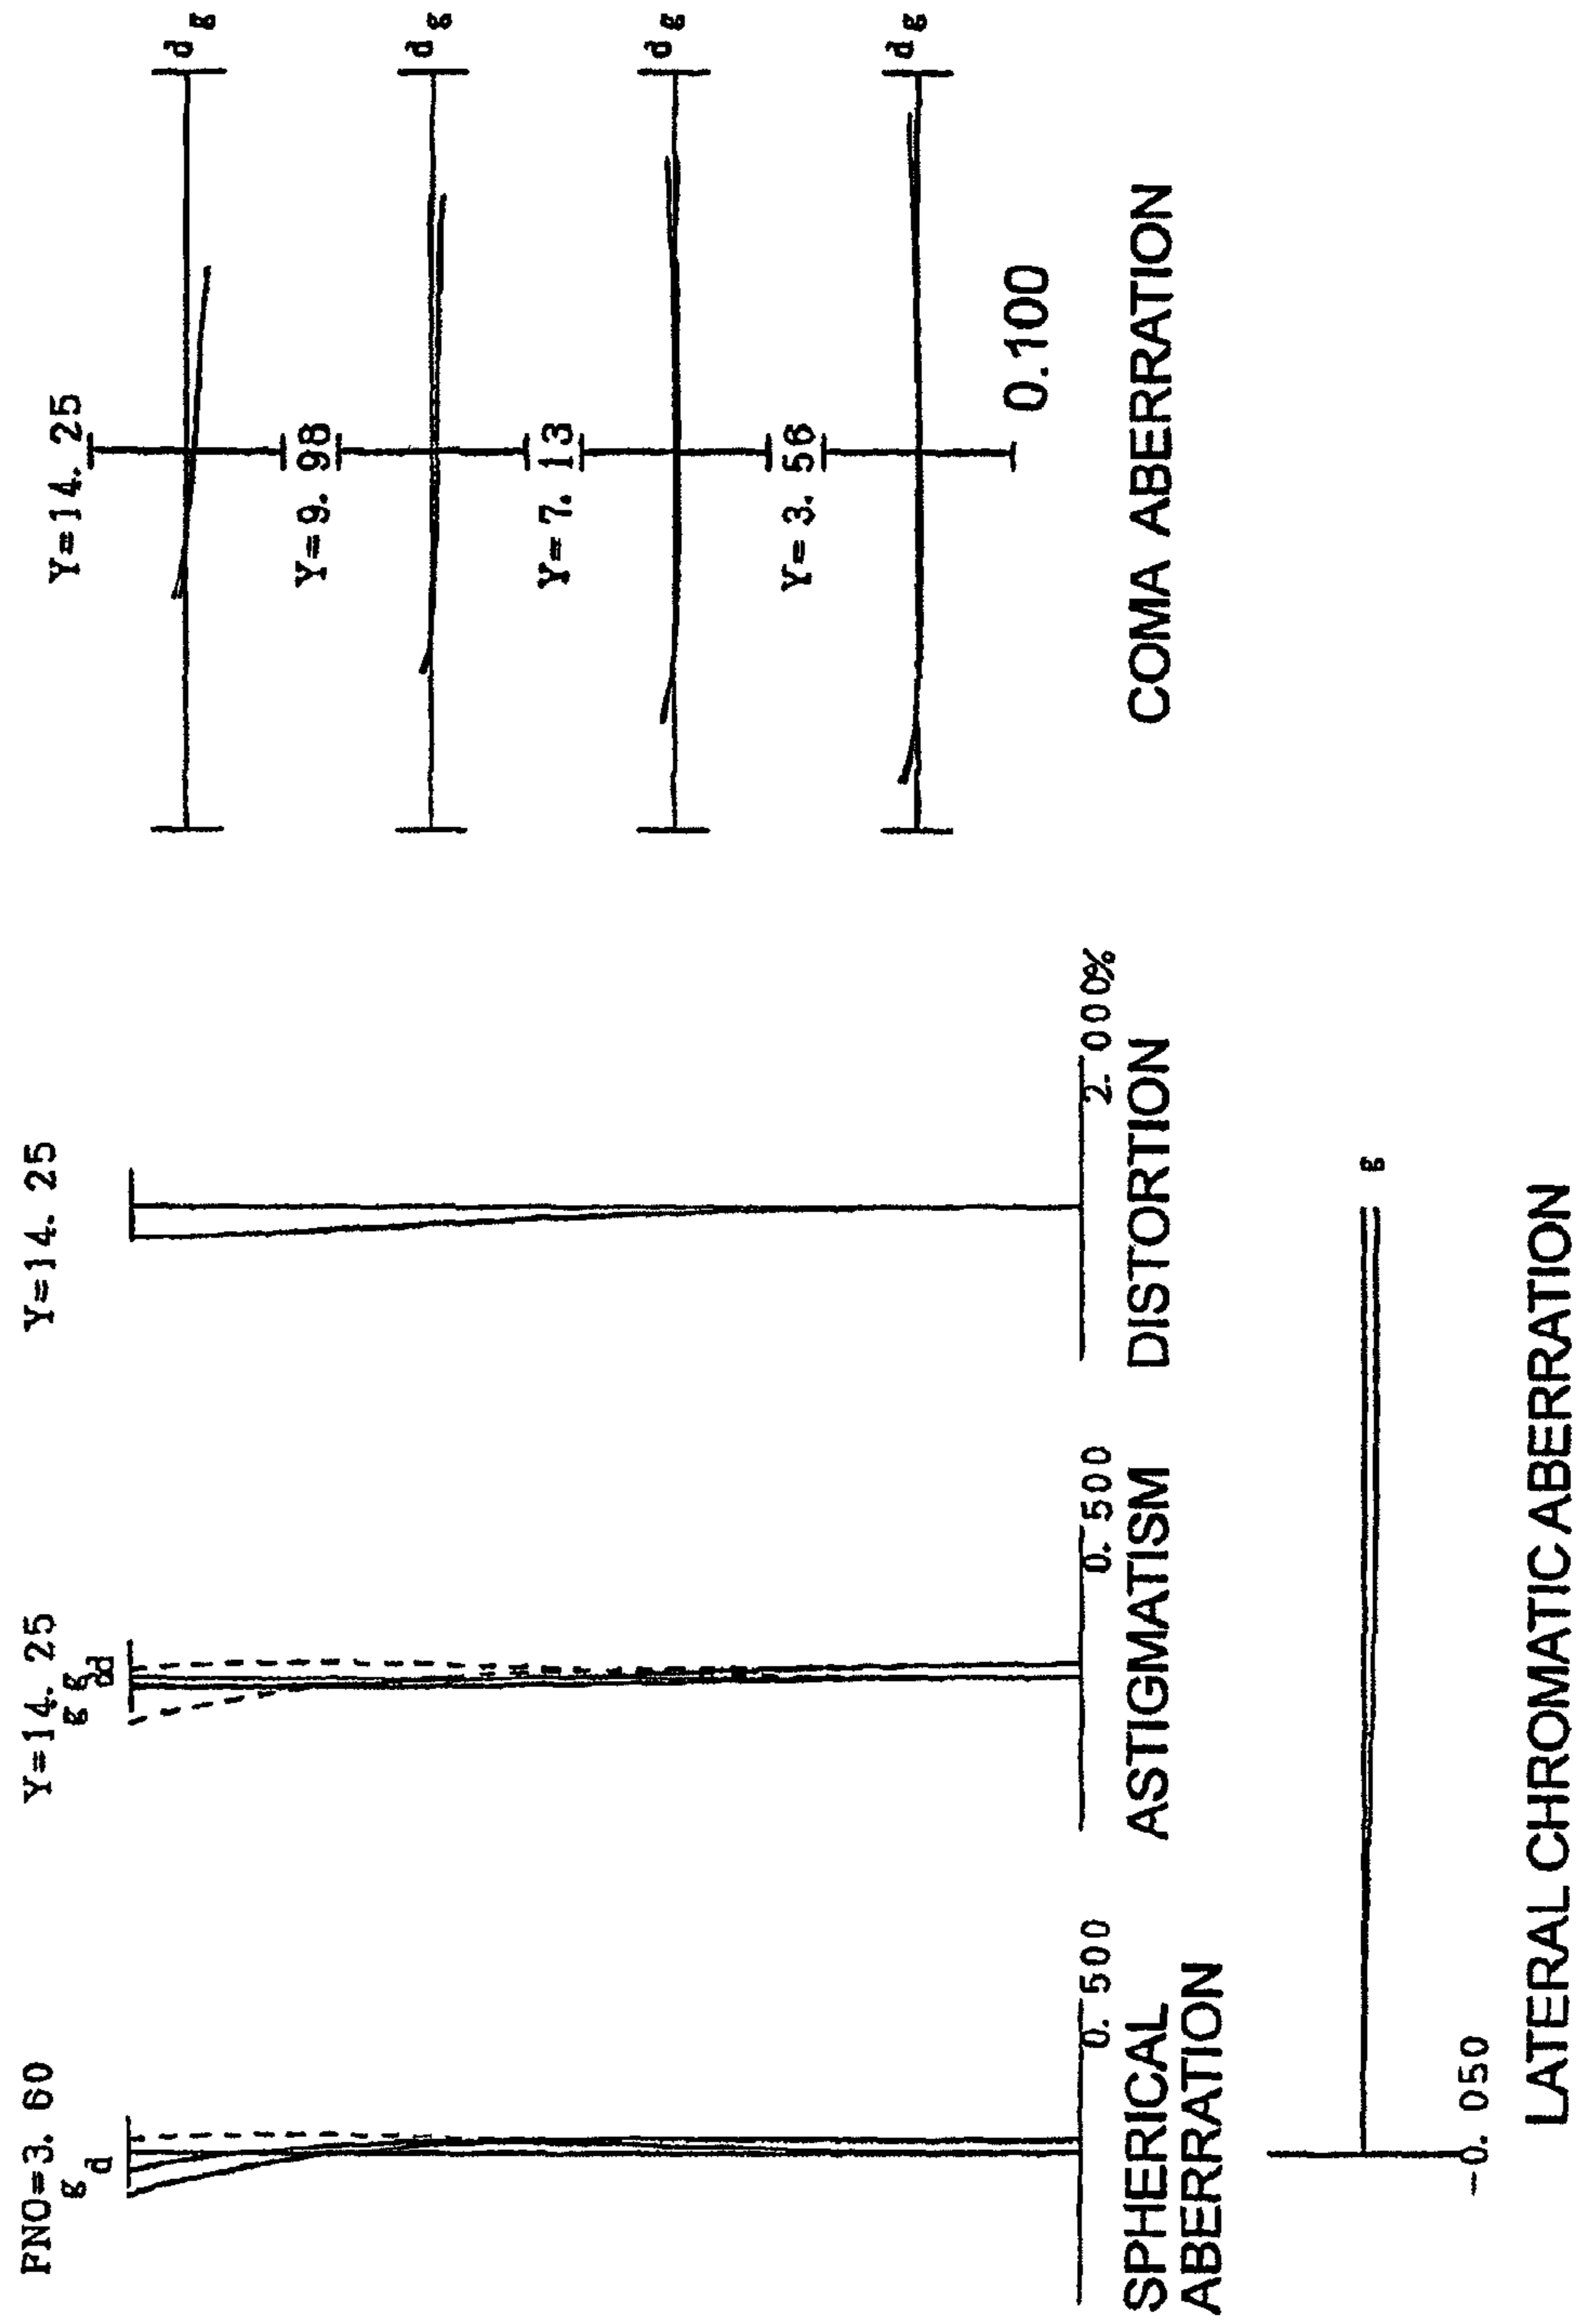 FNO=3.60
g
d
0.500
SPHERICAL
ABERRATION
Y=14.25
g g
d d
0.500
ASTIGMATISM
Y=14.25
2.000%
DISTORTION
Y=14.25
d
g
Y=9.98
d
g
Y=7.13
d
g
Y=3.56
d
g
0.100
COMA ABERRATION
g
-0.050
LATERAL CHROMATIC ABERRATION